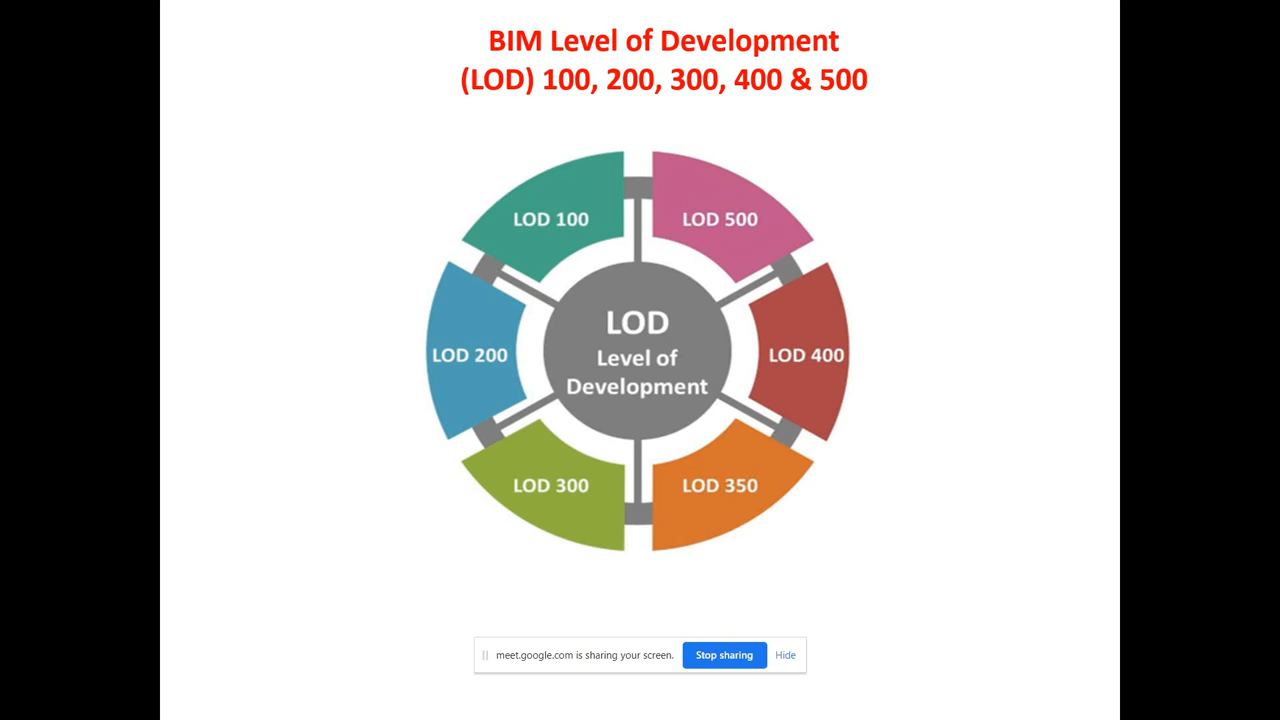 BIM Level of Development
(LOD) 100, 200, 300, 400 & 500
LOD 100
LOD 500
LOD 200
LOD
Level of
Development
LOD 400
LOD 300
LOD 350
meet.google.com is sharing your screen.
Stop sharing
Hide